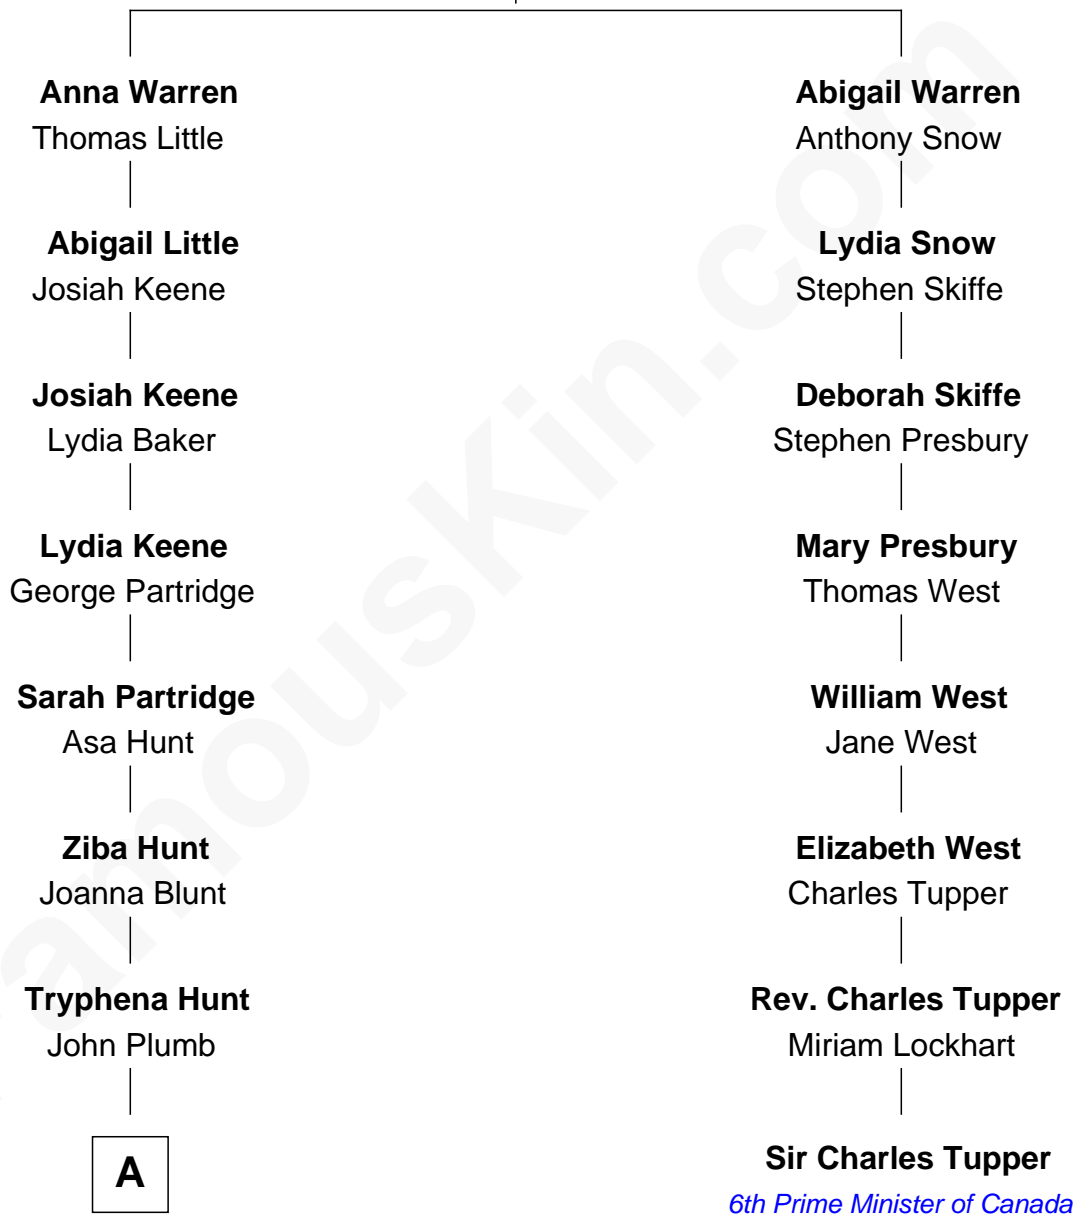 Anna Warren
Thomas Little
Abigail Warren
Anthony Snow
Abigail Little
Josiah Keene
Lydia Snow
Stephen Skiffe
Josiah Keene
Lydia Baker
Deborah Skiffe
Stephen Presbury
Lydia Keene
George Partridge
Mary Presbury
Thomas West
Sarah Partridge
Asa Hunt
William West
Jane West
Ziba Hunt
Joanna Blunt
Elizabeth West
Charles Tupper
Tryphena Hunt
John Plumb
Rev. Charles Tupper
Miriam Lockhart
A
Sir Charles Tupper
6th Prime Minister of Canada
amouskin.com